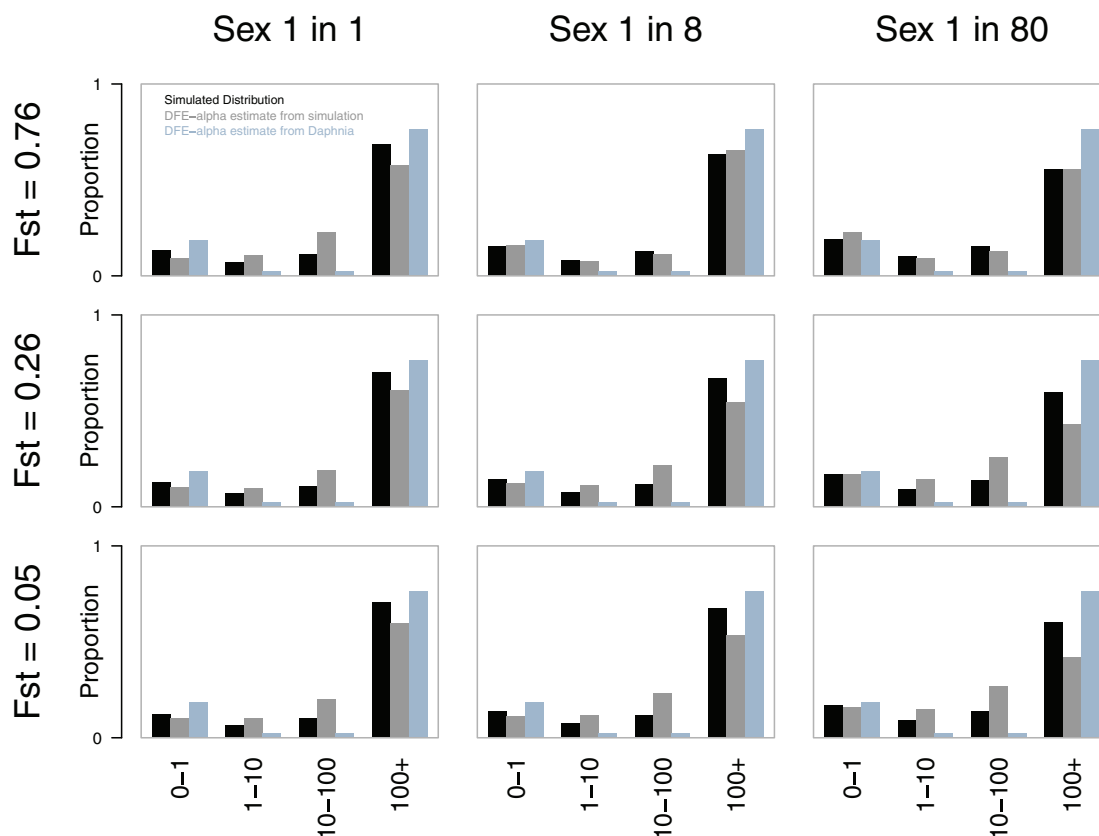 Sex 1 in 1
Sex 1 in 8
Sex 1 in 80
Fst = 0.76
Proportion
1
0
Simulated Distribution
DFE−alpha estimate from simulation
DFE−alpha estimate from Daphnia
Fst = 0.26
Proportion
1
0
Fst = 0.05
Proportion
1
0
0−1
1−10
10−100
100+
0−1
1−10
10−100
100+
0−1
1−10
10−100
100+